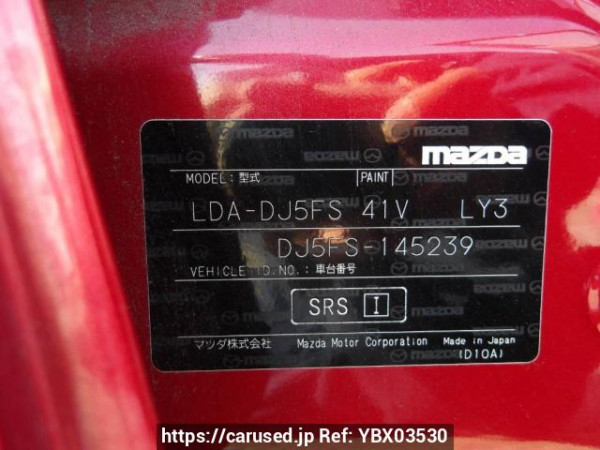 mazda
MODEL: 型式 PAINT
LDA-DJ5FS 41V LY3
DJ5FS-145239
VEHICLE I.D.NO.: 車台番号
SRS I
マツダ株式会社 Mazda Motor Corporation Made in Japan
(D10A)
https://carused.jp Ref: YBX03530